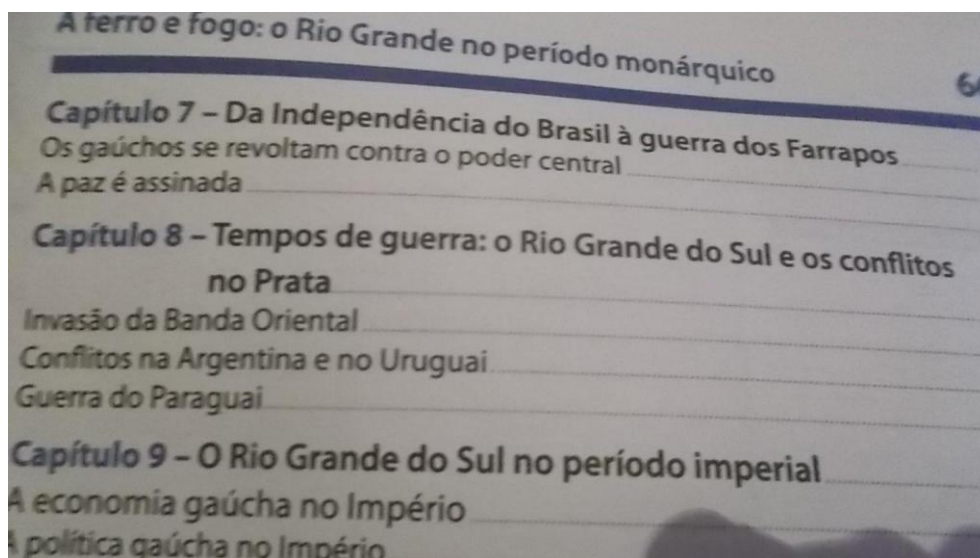 A ferro e fogo: o Rio Grande no período monárquico
Capítulo 7 – Da Independência do Brasil à guerra dos Farrapos
Os gaúchos se revoltam contra o poder central
A paz é assinada
Capítulo 8 – Tempos de guerra: o Rio Grande do Sul e os conflitos
no Prata
Invasão da Banda Oriental
Conflitos na Argentina e no Uruguai
Guerra do Paraguai
Capítulo 9 – O Rio Grande do Sul no período imperial
A economia gaúcha no Império
A política gaúcha no Império